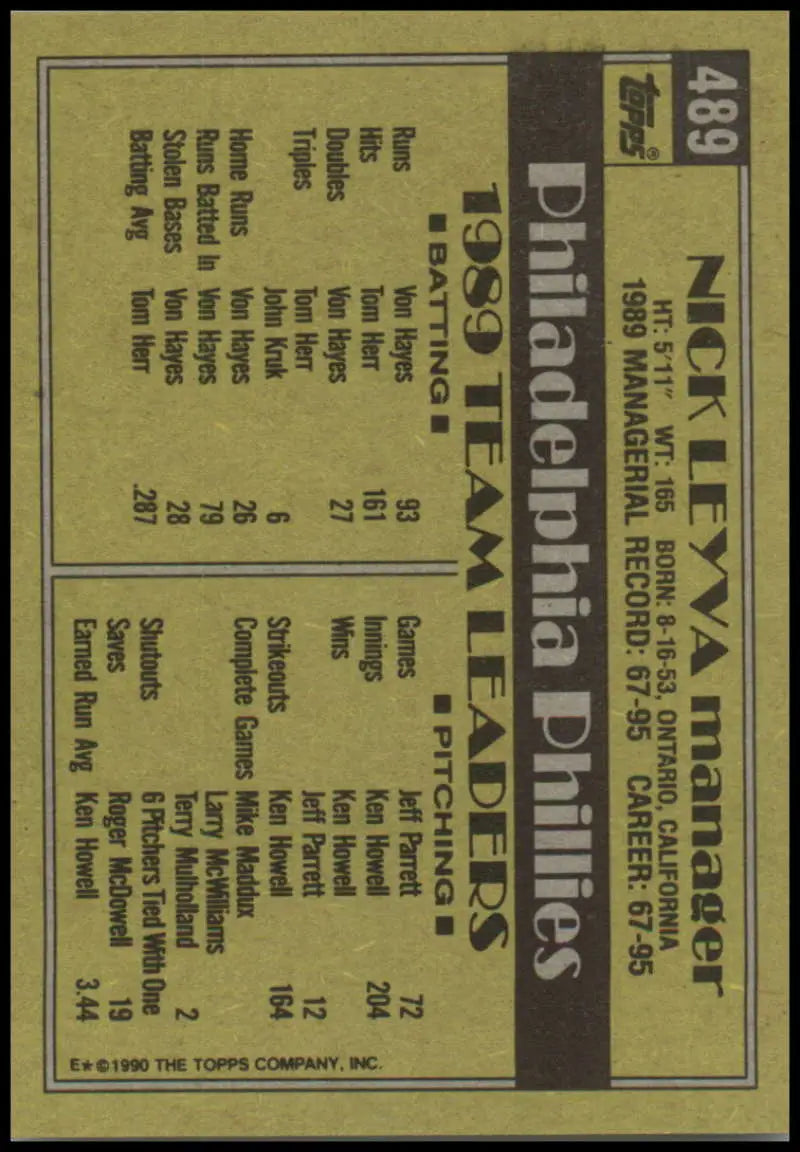 489
topps®
NICK LEYVA manager
HT: 5'11" WT: 165 BORN: 8-16-53, ONTARIO, CALIFORNIA
1989 MANAGERIAL RECORD: 67-95 CAREER: 67-95
Philadelphia Phillies
1989 TEAM LEADERS
■ BATTING ■
Runs Von Hayes 93
Hits Tom Herr 161
Doubles Von Hayes 27
Triples Tom Herr
John Kruk 6
Home Runs Von Hayes 26
Runs Batted In Von Hayes 79
Stolen Bases Von Hayes 28
Batting Avg Tom Herr .287
■ PITCHING ■
Games Jeff Parrett 72
Innings Ken Howell 204
Wins Ken Howell
Jeff Parrett 12
Strikeouts Ken Howell 164
Complete Games Mike Maddux
Larry McWilliams
Terry Mulholland 2
Shutouts 6 Pitchers Tied With One
Saves Roger McDowell 19
Earned Run Avg Ken Howell 3.44
E*©1990 THE TOPPS COMPANY, INC.